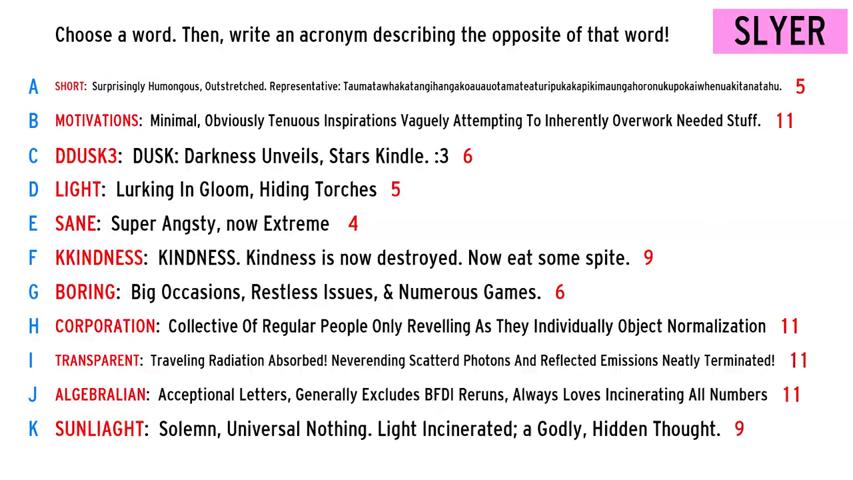 Choose a word. Then, write an acronym describing the opposite of that word!
SLYER
A SHORT: Surprisingly Humongous, Outstretched. Representative: Taumatawhakatangihangakoauauotamateaturipukakapikimaungahoronukupokaiwhenuakitanatahu. 5
B MOTIVATIONS: Minimal, Obviously Tenuous Inspirations Vaguely Attempting To Inherently Overwork Needed Stuff. 11
C DDUSK3: DUSK: Darkness Unveils, Stars Kindle. :3 6
D LIGHT: Lurking In Gloom, Hiding Torches 5
E SANE: Super Angsty, now Extreme 4
F KKINDNESS: KINDNESS. Kindness is now destroyed. Now eat some spite. 9
G BORING: Big Occasions, Restless Issues, & Numerous Games. 6
H CORPORATION: Collective Of Regular People Only Revelling As They Individually Object Normalization 11
I TRANSPARENT: Traveling Radiation Absorbed! Neverending Scatterd Photons And Reflected Emissions Neatly Terminated! 11
J ALGEBRALIAN: Acceptional Letters, Generally Excludes BFDI Reruns, Always Loves Incinerating All Numbers 11
K SUNLIAGHT: Solemn, Universal Nothing. Light Incinerated; a Godly, Hidden Thought. 9